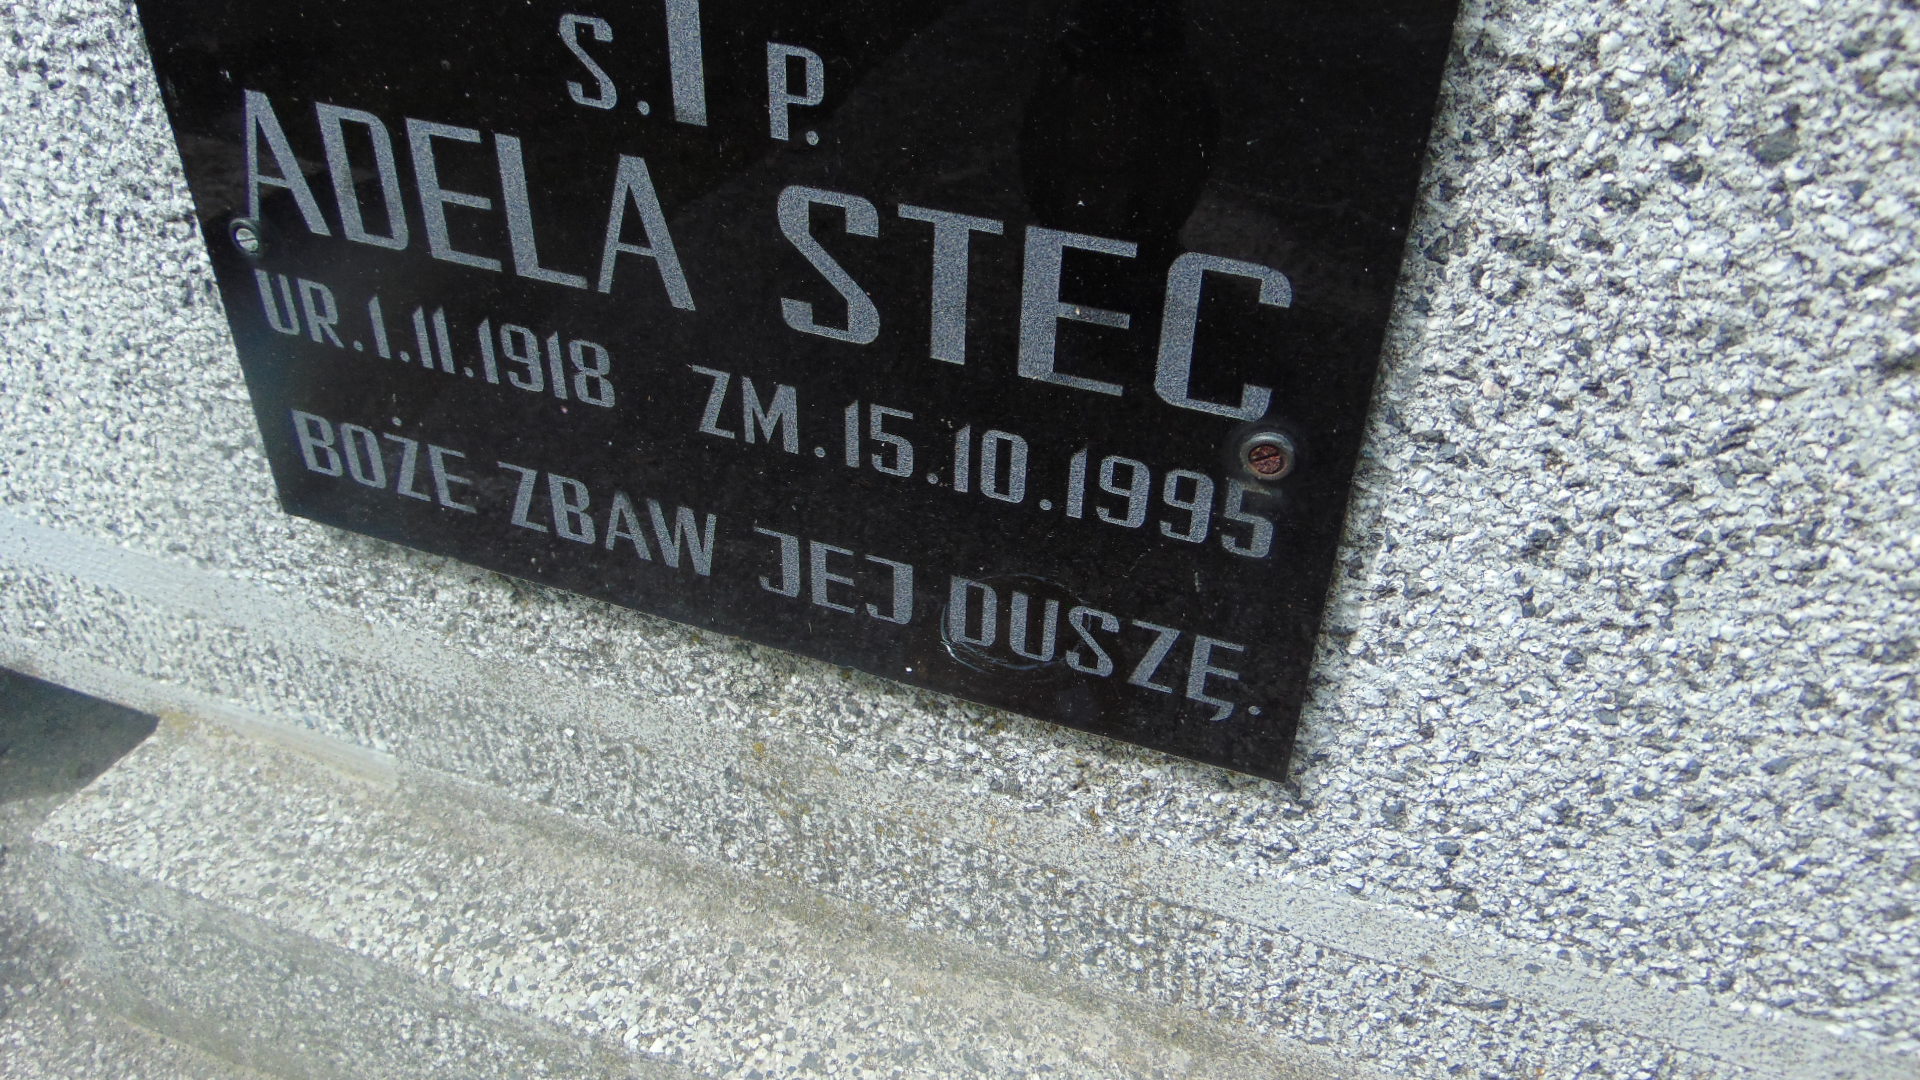 S. P.
ADELA STEC
UR. 1.11.1918 ZM. 15.10.1995
BOŻE ZBAW JEJ DUSZĘ.